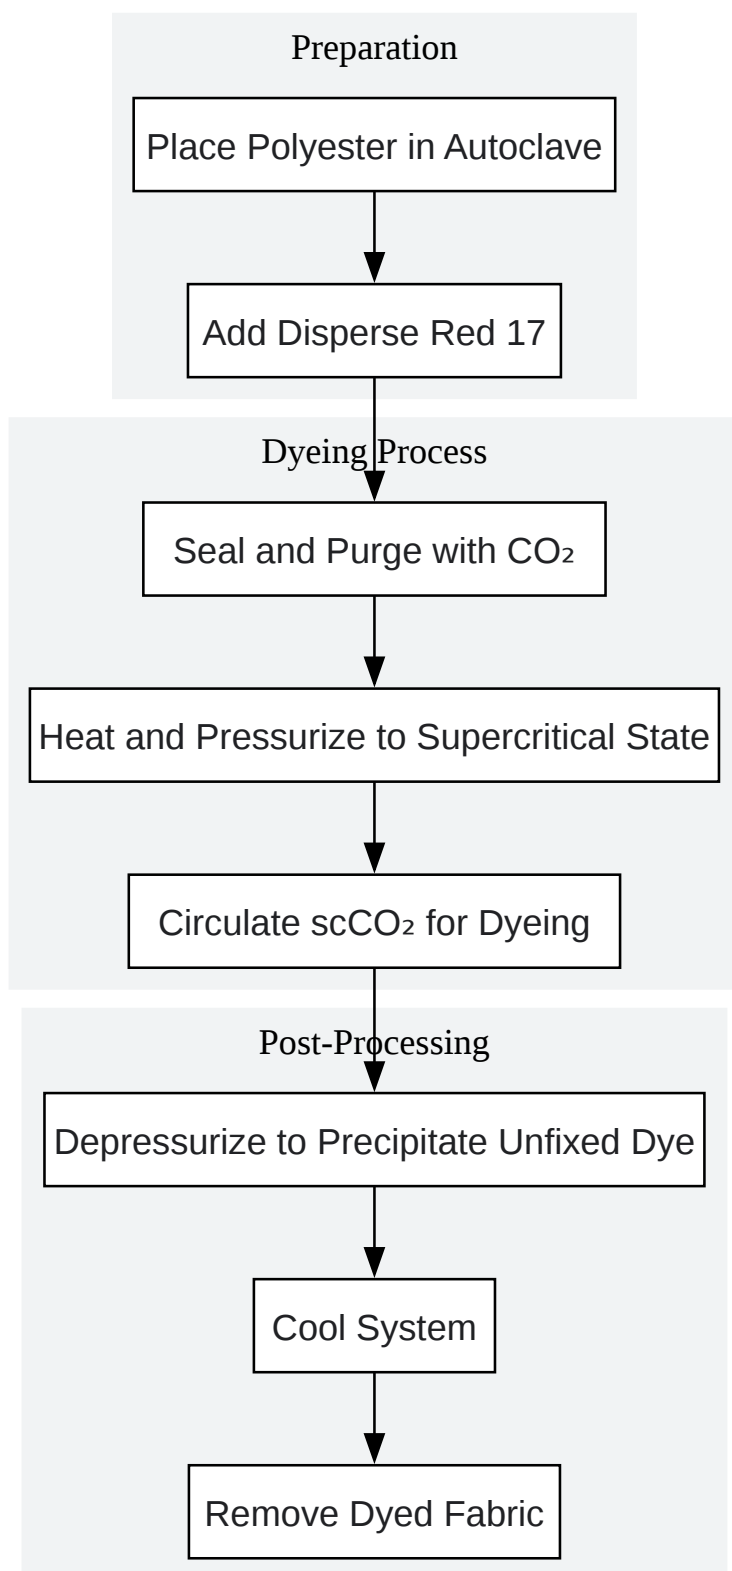 Preparation
Place Polyester in Autoclave
Add Disperse Red 17
Dyeing Process
Seal and Purge with CO₂
Heat and Pressurize to Supercritical State
Circulate scCO₂ for Dyeing
Post-Processing
Depressurize to Precipitate Unfixed Dye
Cool System
Remove Dyed Fabric